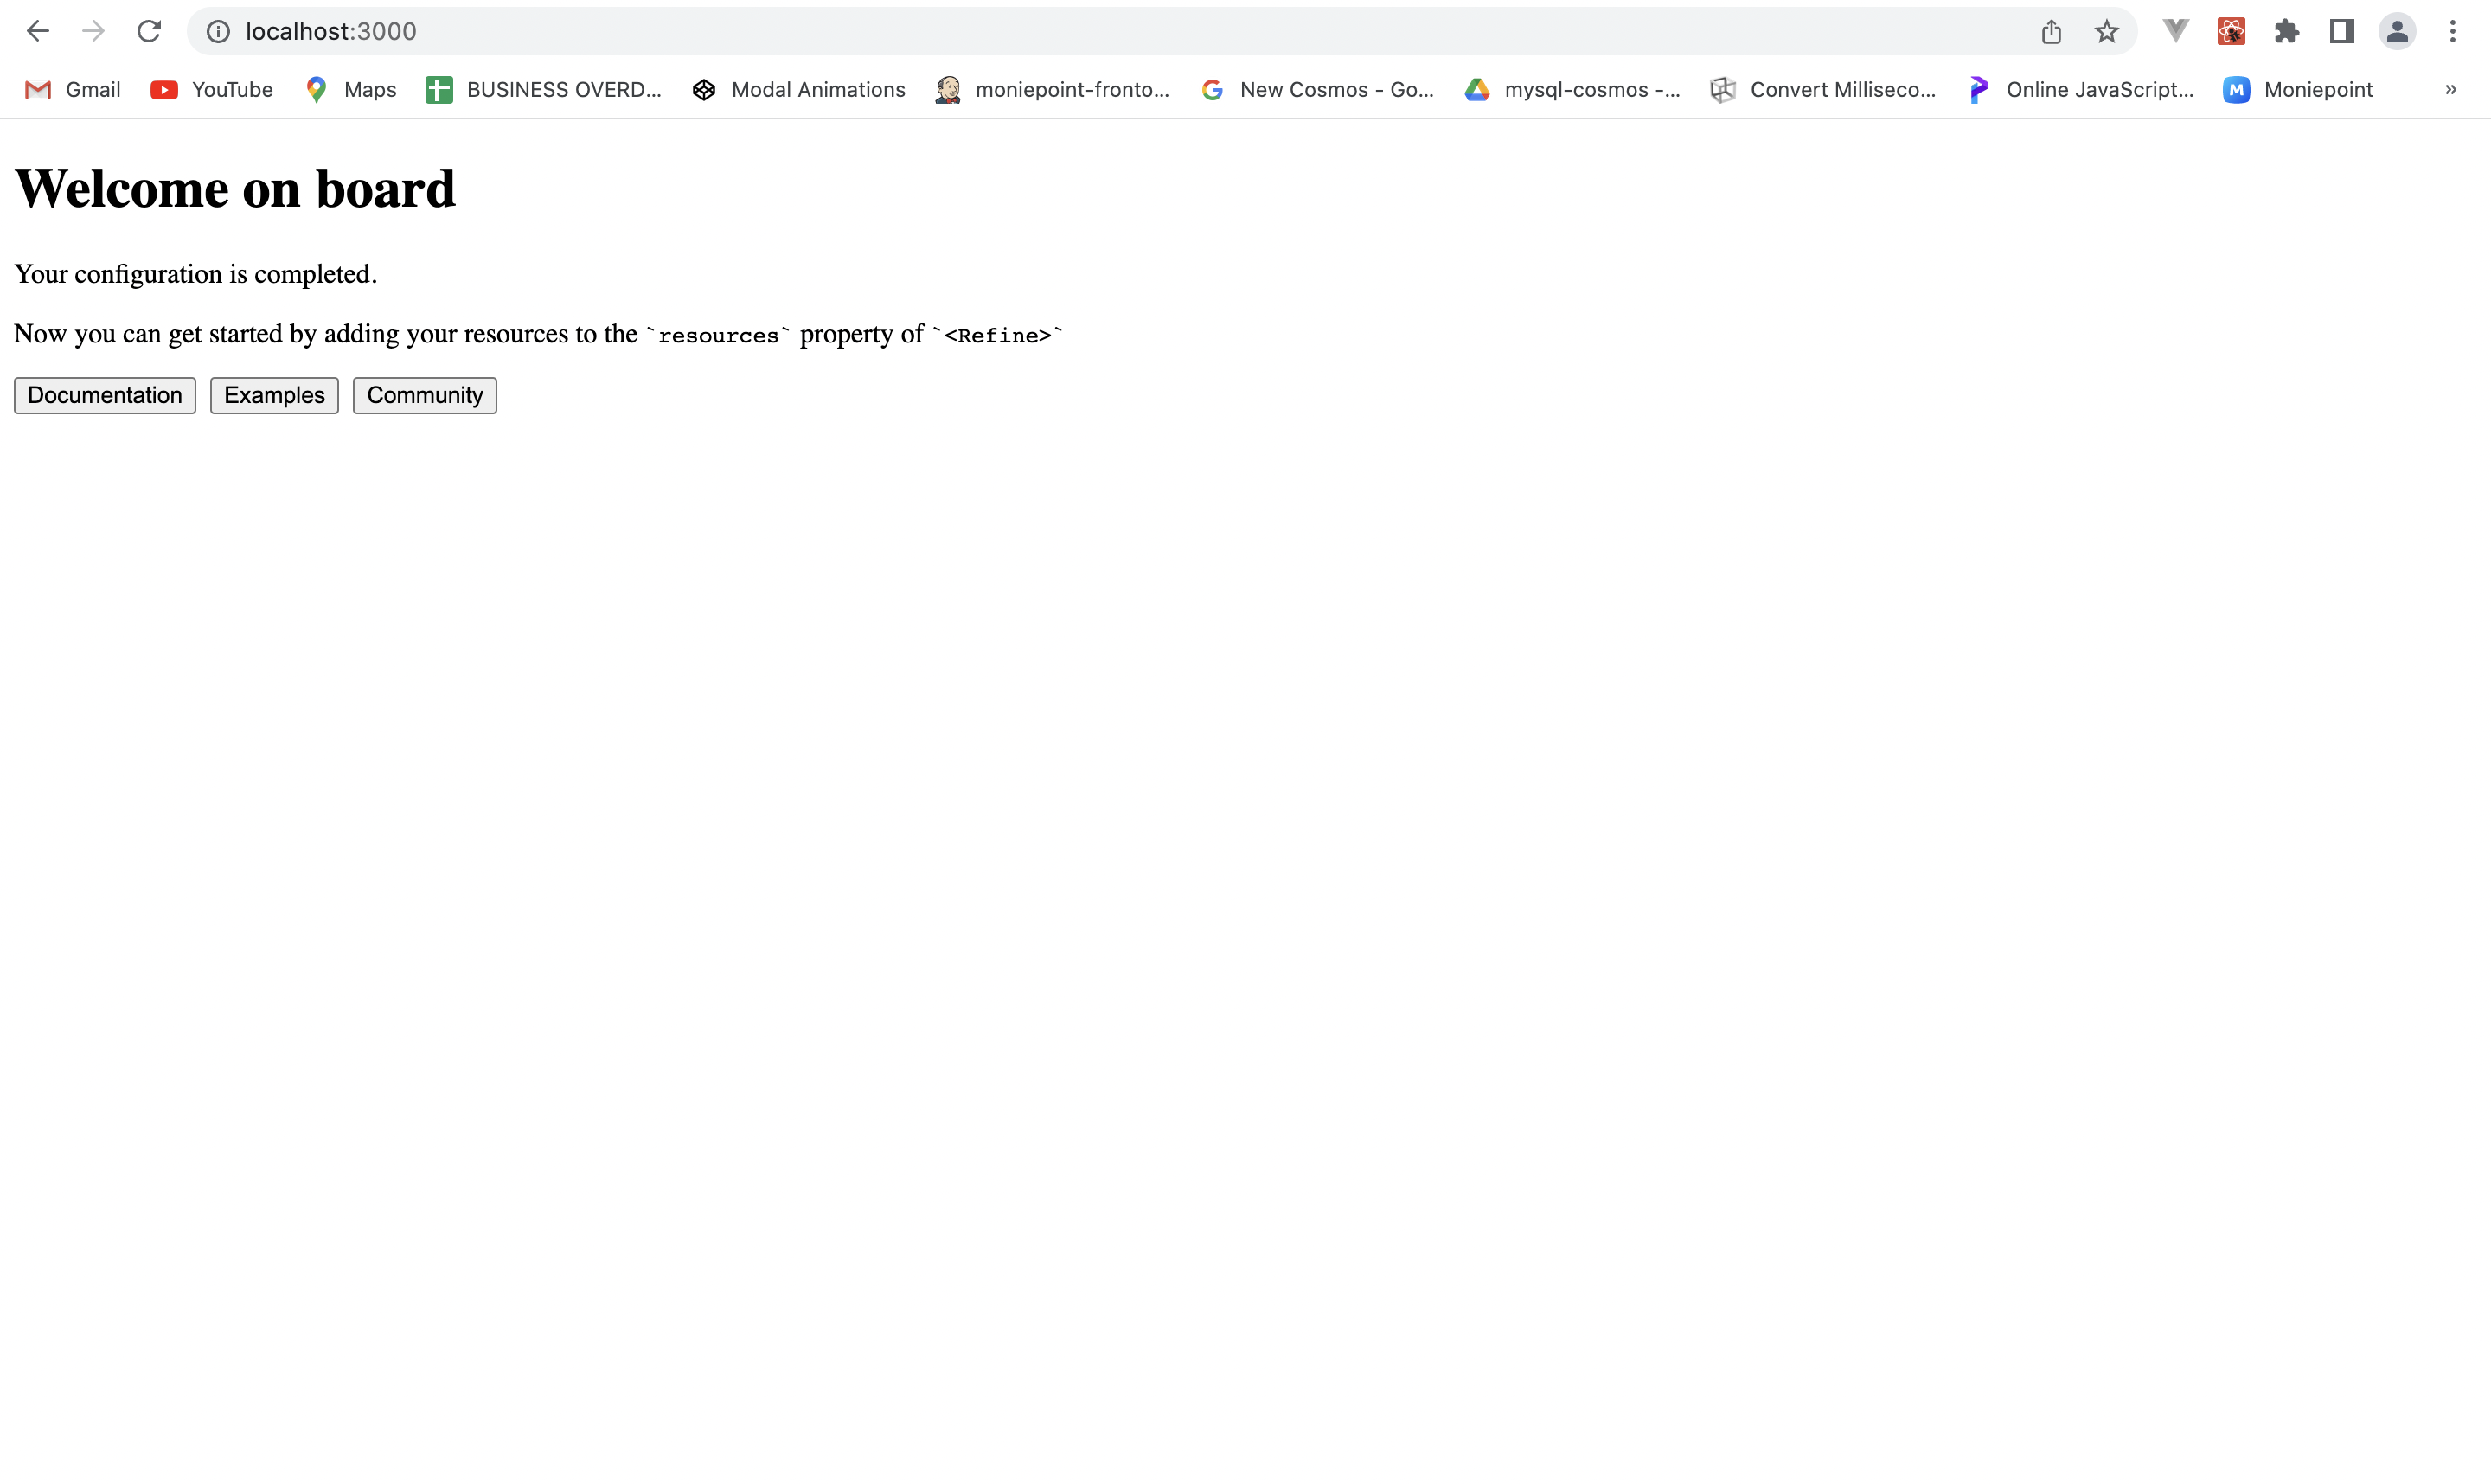 localhost:3000
Gmail YouTube Maps BUSINESS OVERD... Modal Animations moniepoint-fronto... New Cosmos - Go... mysql-cosmos -... Convert Milliseco... Online JavaScript... M Moniepoint »
Welcome on board
Your configuration is completed.
Now you can get started by adding your resources to the `resources` property of `<Refine>`
Documentation Examples Community